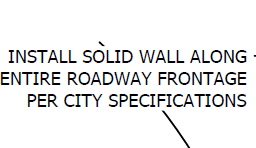 INSTALL SOLID WALL ALONG
ENTIRE ROADWAY FRONTAGE
PER CITY SPECIFICATIONS